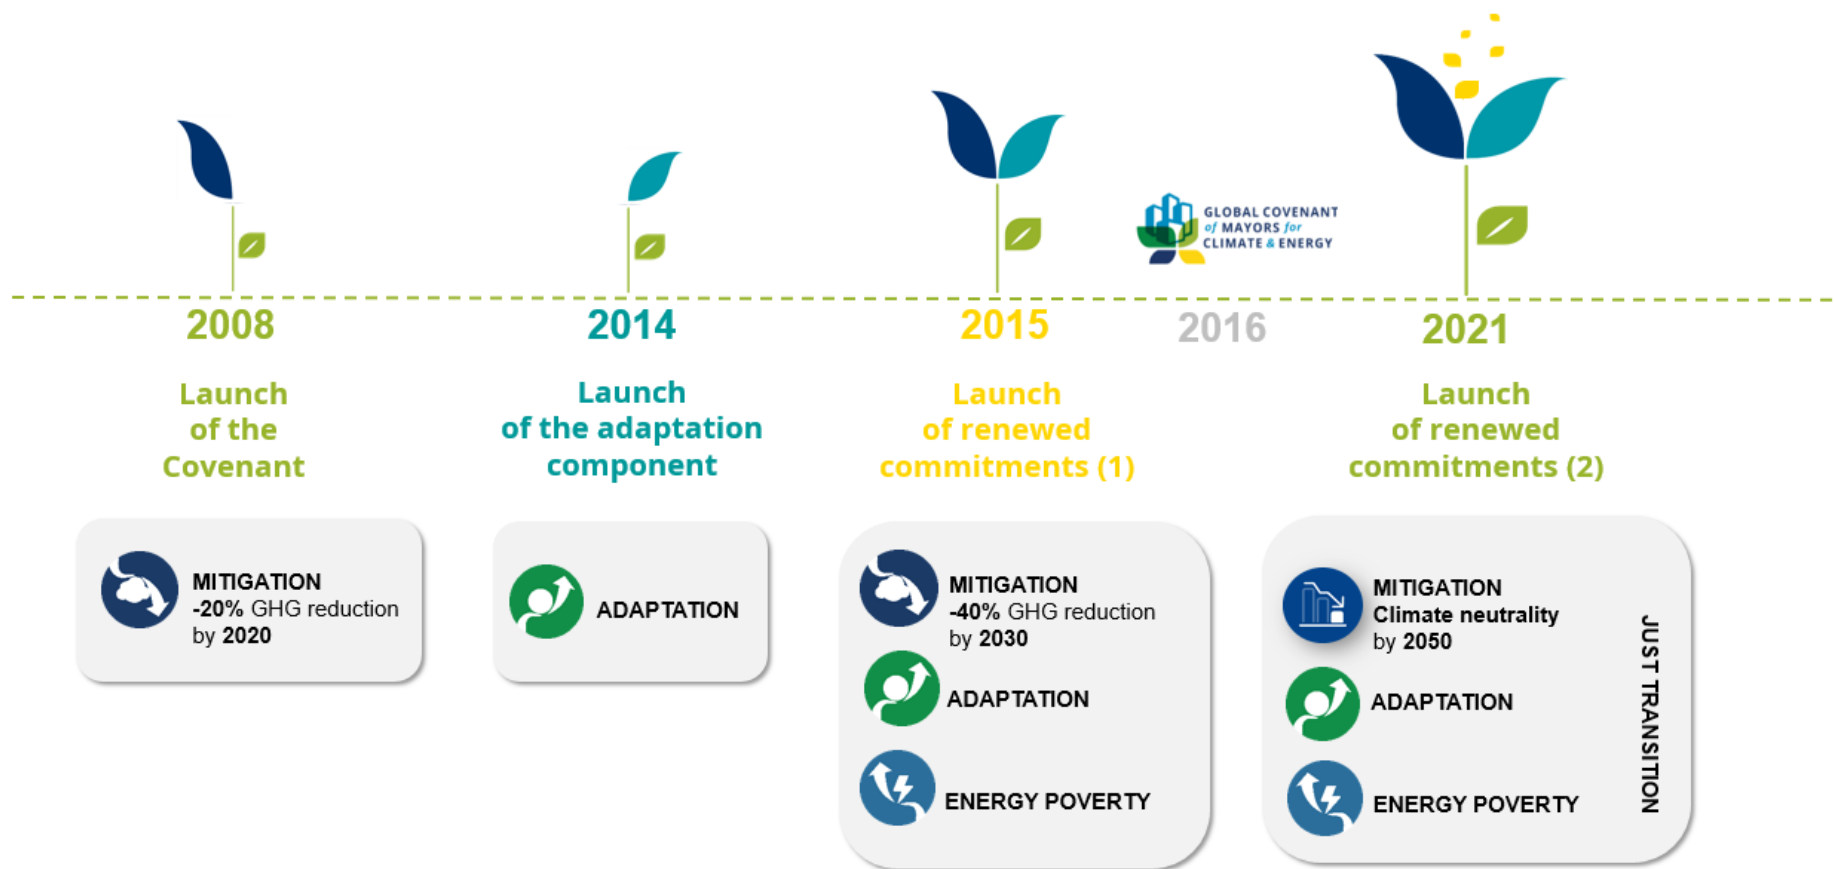 GLOBAL COVENANT
of MAYORS for
CLIMATE & ENERGY
2008
Launch
of the
Covenant
MITIGATION
-20% GHG reduction
by 2020
2014
Launch
of the adaptation
component
ADAPTATION
2015
Launch
of renewed
commitments (1)
MITIGATION
-40% GHG reduction
by 2030
ADAPTATION
ENERGY POVERTY
2016
2021
Launch
of renewed
commitments (2)
MITIGATION
Climate neutrality
by 2050
ADAPTATION
ENERGY POVERTY
JUST TRANSITION